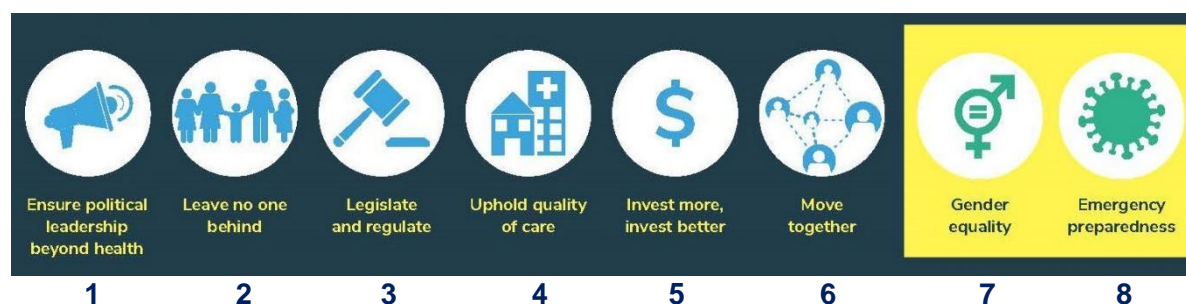 Ensure political
leadership
beyond health
Leave no one
behind
Legislate
and regulate
Uphold quality
of care
$
Invest more,
invest better
Move
together
Gender
equality
Emergency
preparedness
1 2 3 4 5 6 7 8